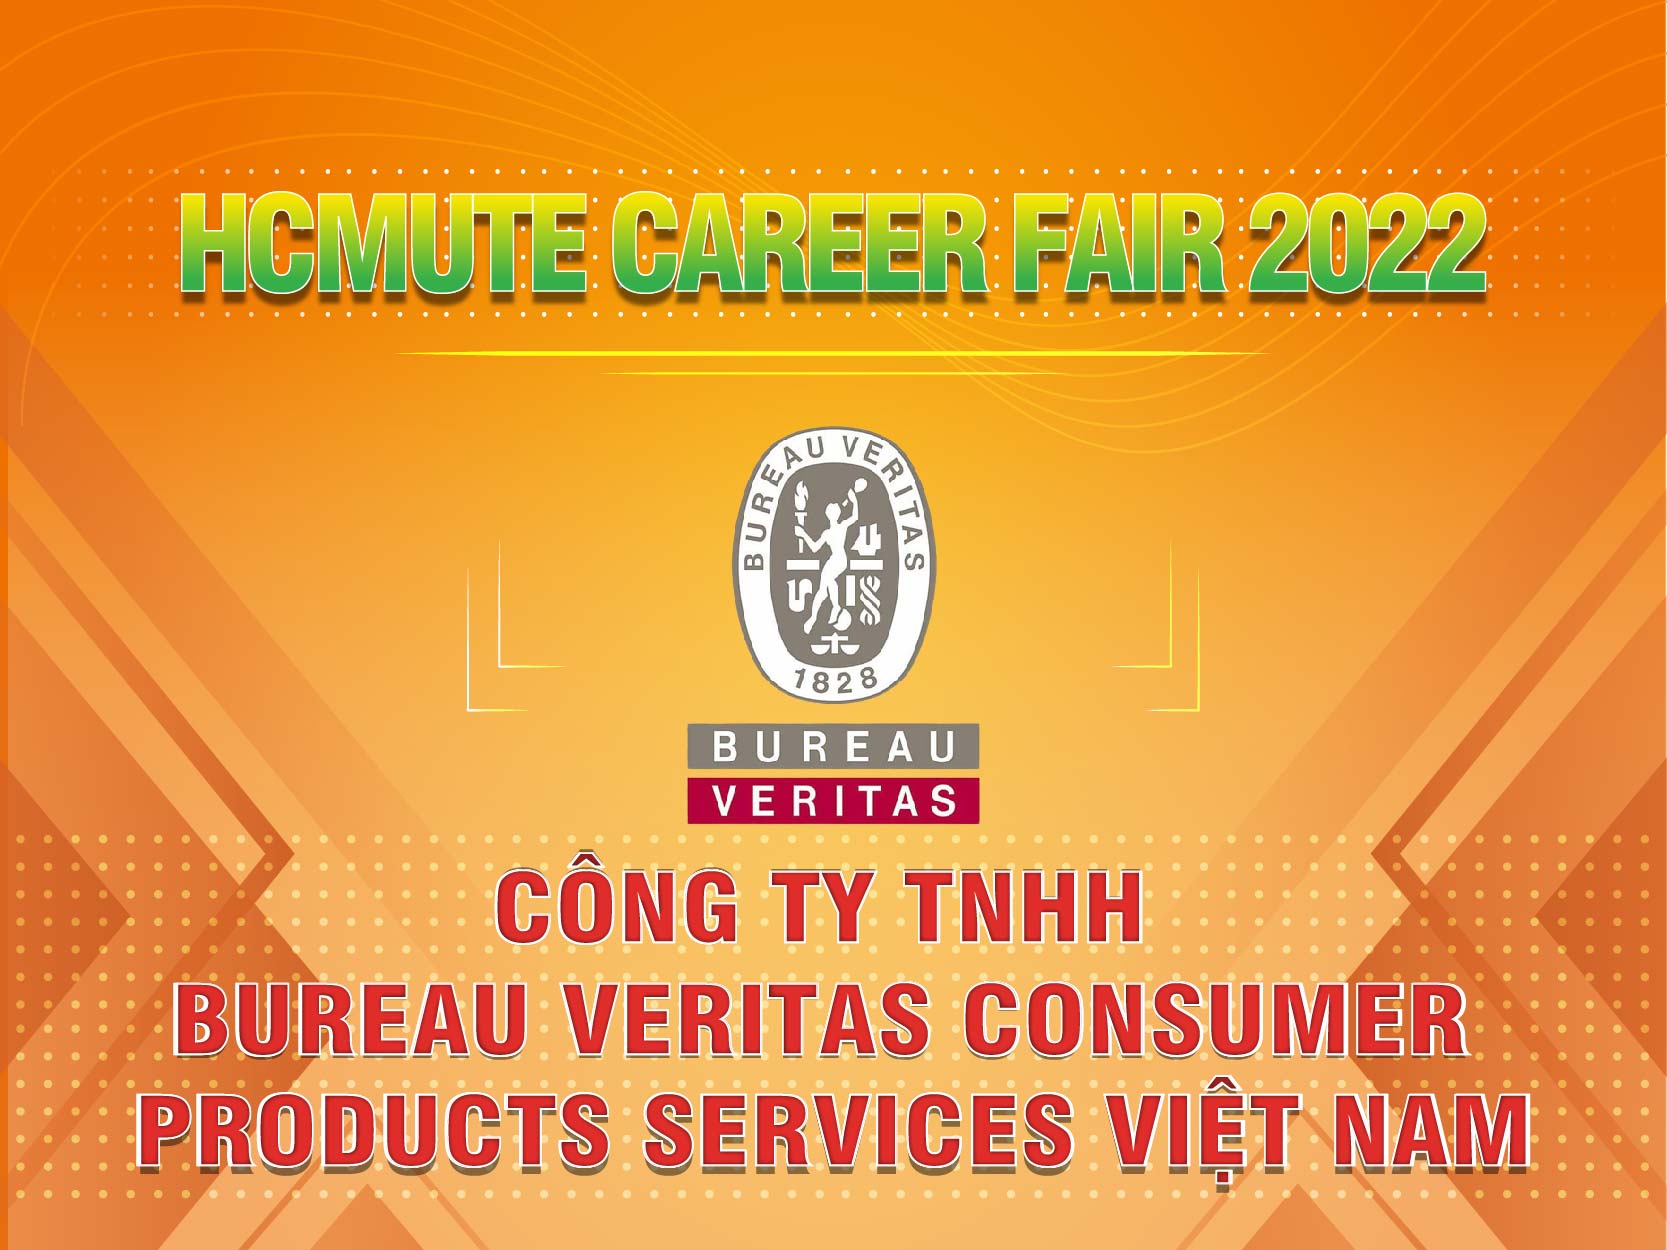 HCMUTE CAREER FAIR 2022
BUREAU VERITAS
1828
BUREAU
VERITAS
CÔNG TY TNHH
BUREAU VERITAS CONSUMER
PRODUCTS SERVICES VIỆT NAM